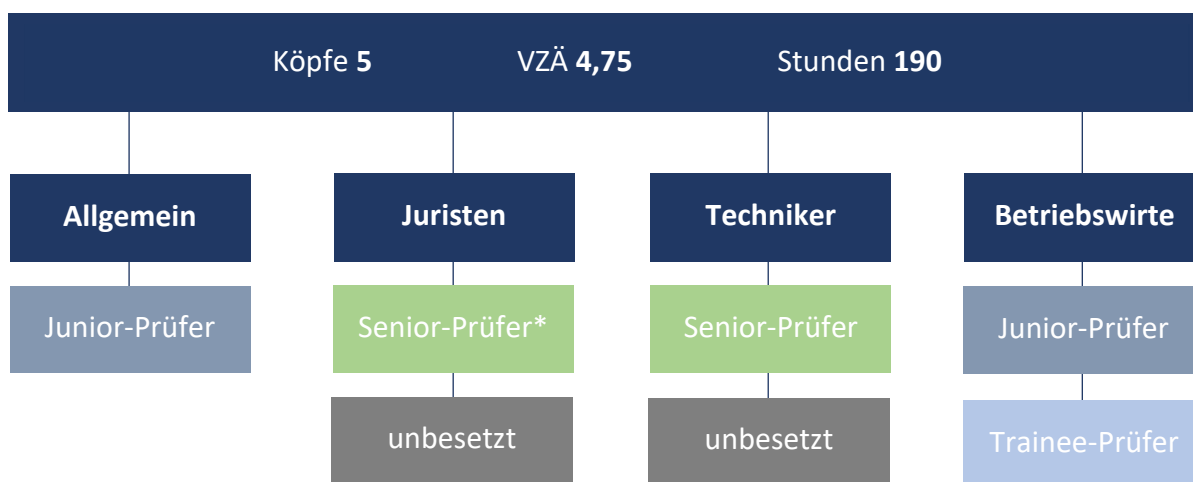 Köpfe 5 VZÄ 4,75 Stunden 190
Allgemein Juristen Techniker Betriebswirte
Junior-Prüfer Senior-Prüfer* Senior-Prüfer Junior-Prüfer
unbesetzt unbesetzt Trainee-Prüfer